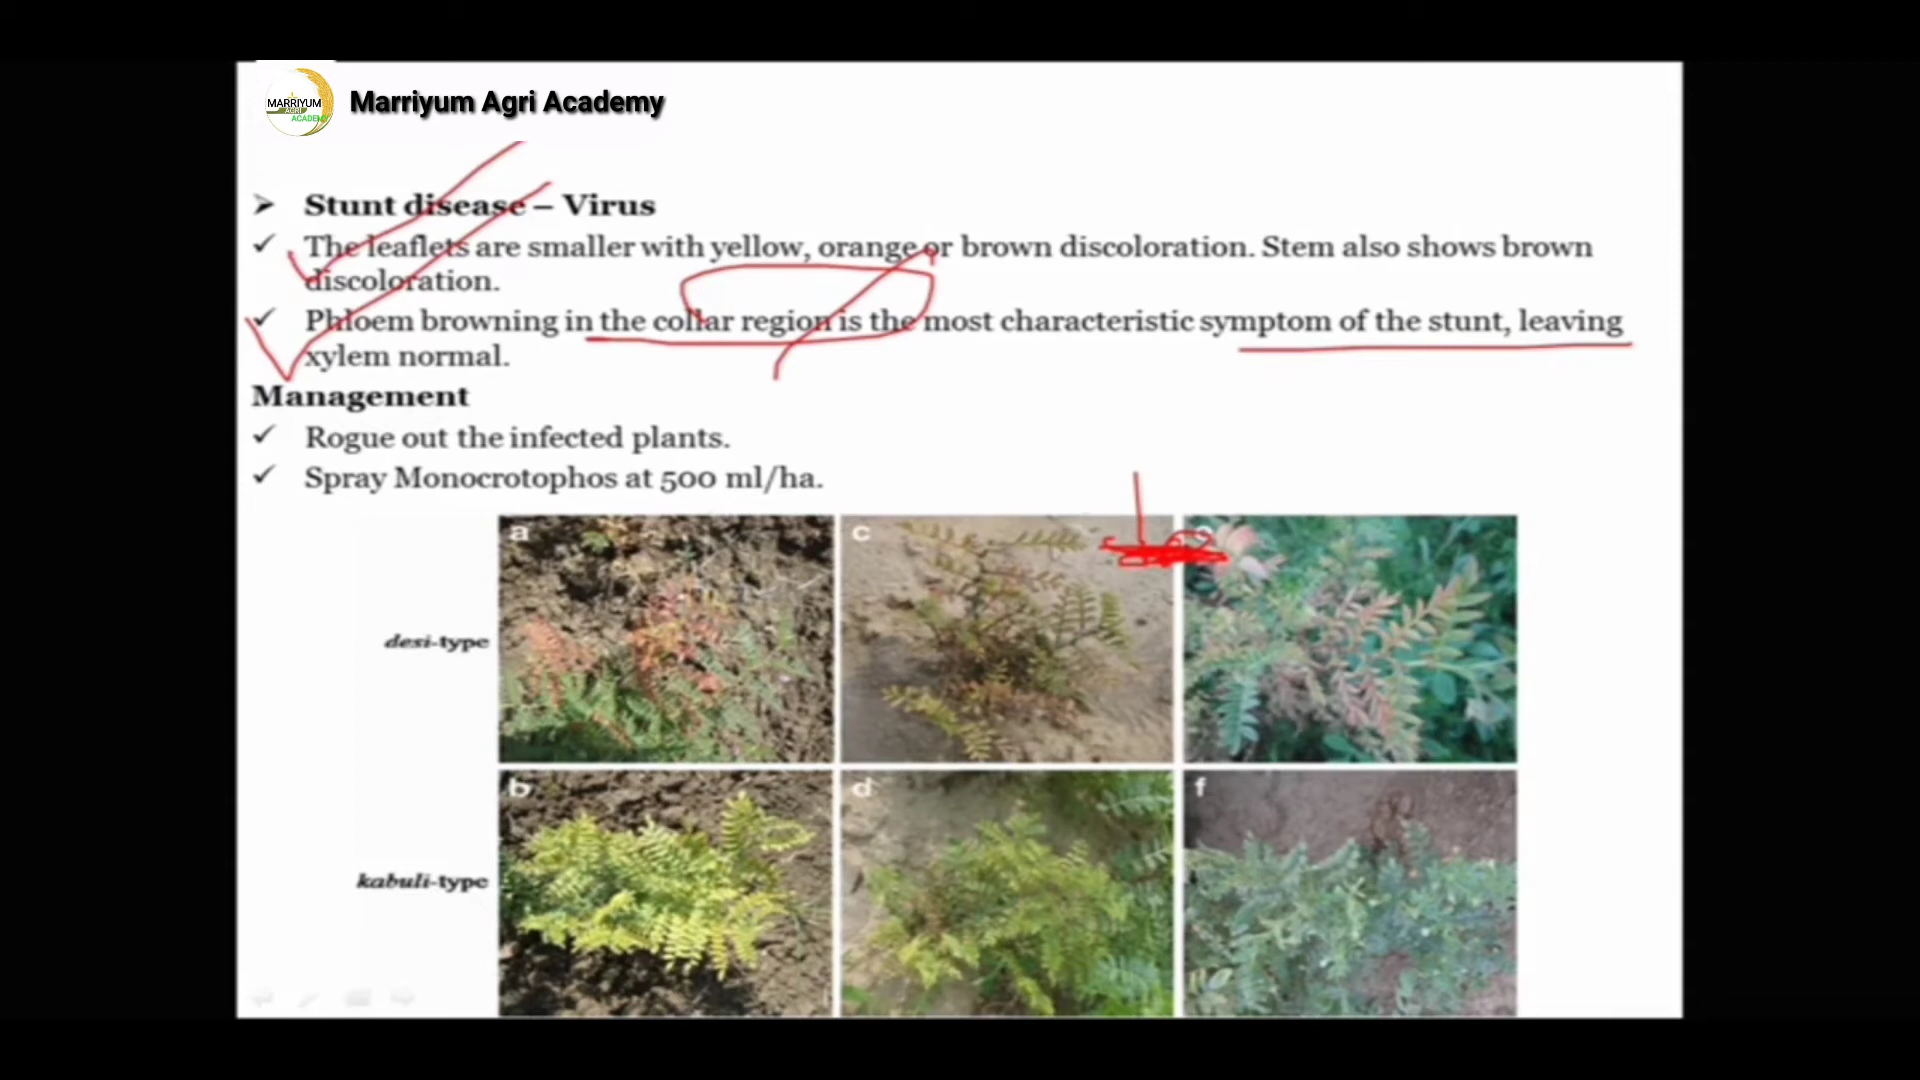 MARRIYUM
AGRI
ACADEMY
Marriyum Agri Academy
➤ Stunt disease – Virus
✓ The leaflets are smaller with yellow, orange or brown discoloration. Stem also shows brown
discoloration.
✓ Phloem browning in the collar region is the most characteristic symptom of the stunt, leaving
xylem normal.
Management
✓ Rogue out the infected plants.
✓ Spray Monocrotophos at 500 ml/ha.
a
c
desi-type
b
d
f
kabuli-type